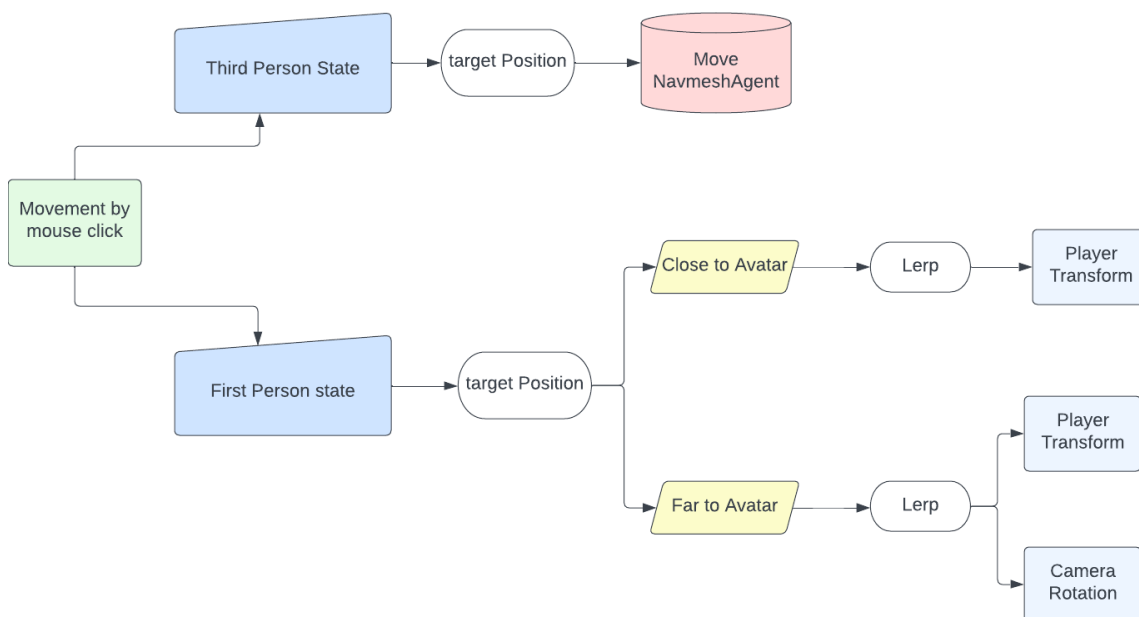 Third Person State
target Position
Move
NavmeshAgent
Movement by
mouse click
First Person state
target Position
Close to Avatar
Lerp
Player
Transform
Far to Avatar
Lerp
Player
Transform
Camera
Rotation